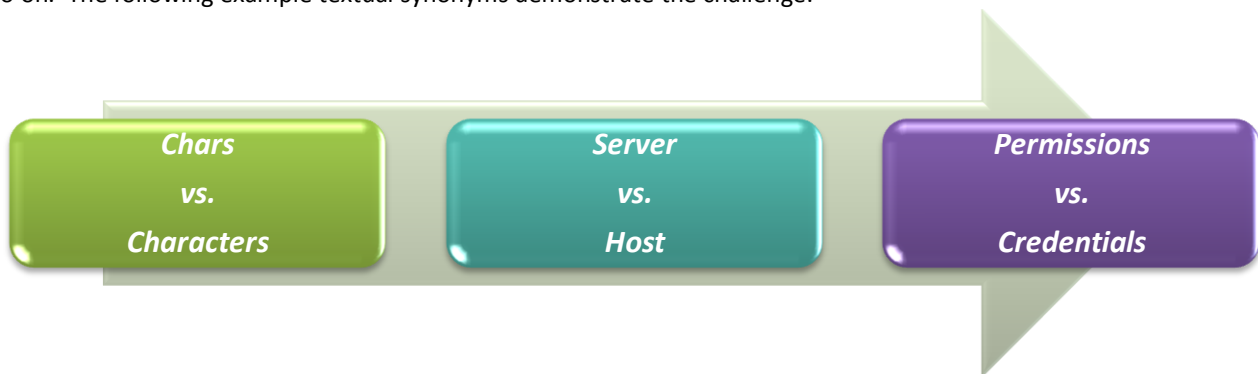 o on. The following example textual synonyms demonstrate the challenge:
Chars
vs.
Characters
Server
vs.
Host
Permissions
vs.
Credentials